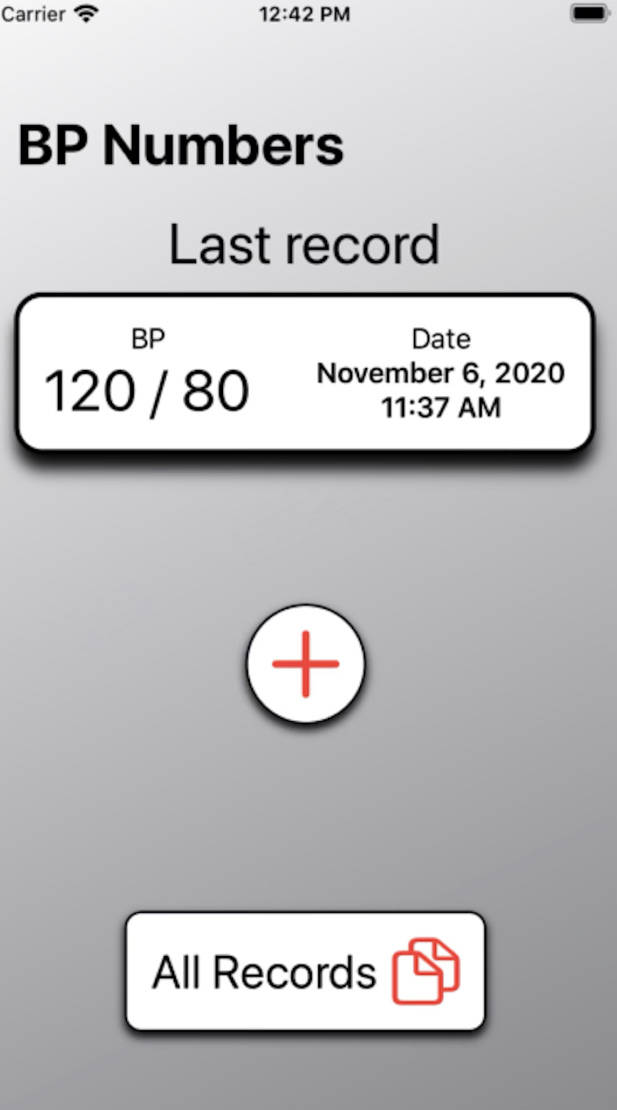 Carrier 12:42 PM
BP Numbers
Last record
BP
120 / 80
Date
November 6, 2020
11:37 AM
All Records